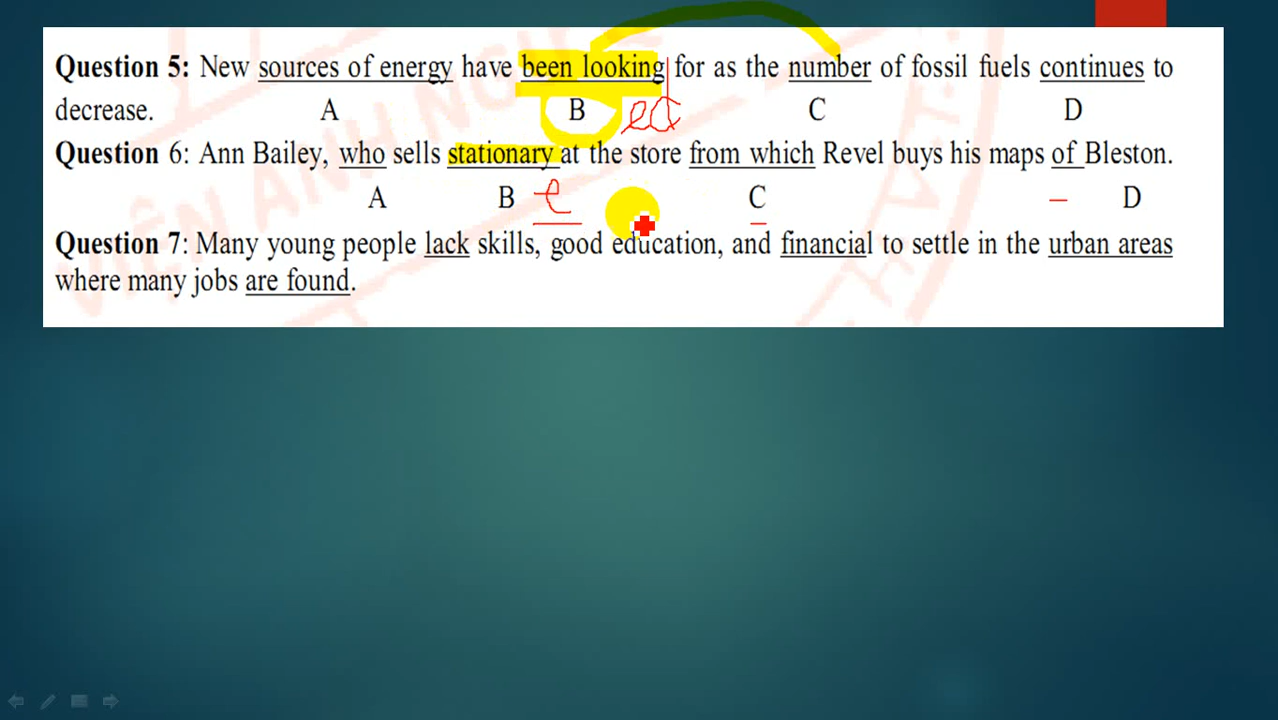 Question 5: New sources of energy have been looking for as the number of fossil fuels continues to
decrease. A B ed C D
Question 6: Ann Bailey, who sells stationary at the store from which Revel buys his maps of Bleston.
A B e C D
Question 7: Many young people lack skills, good education, and financial to settle in the urban areas
where many jobs are found.